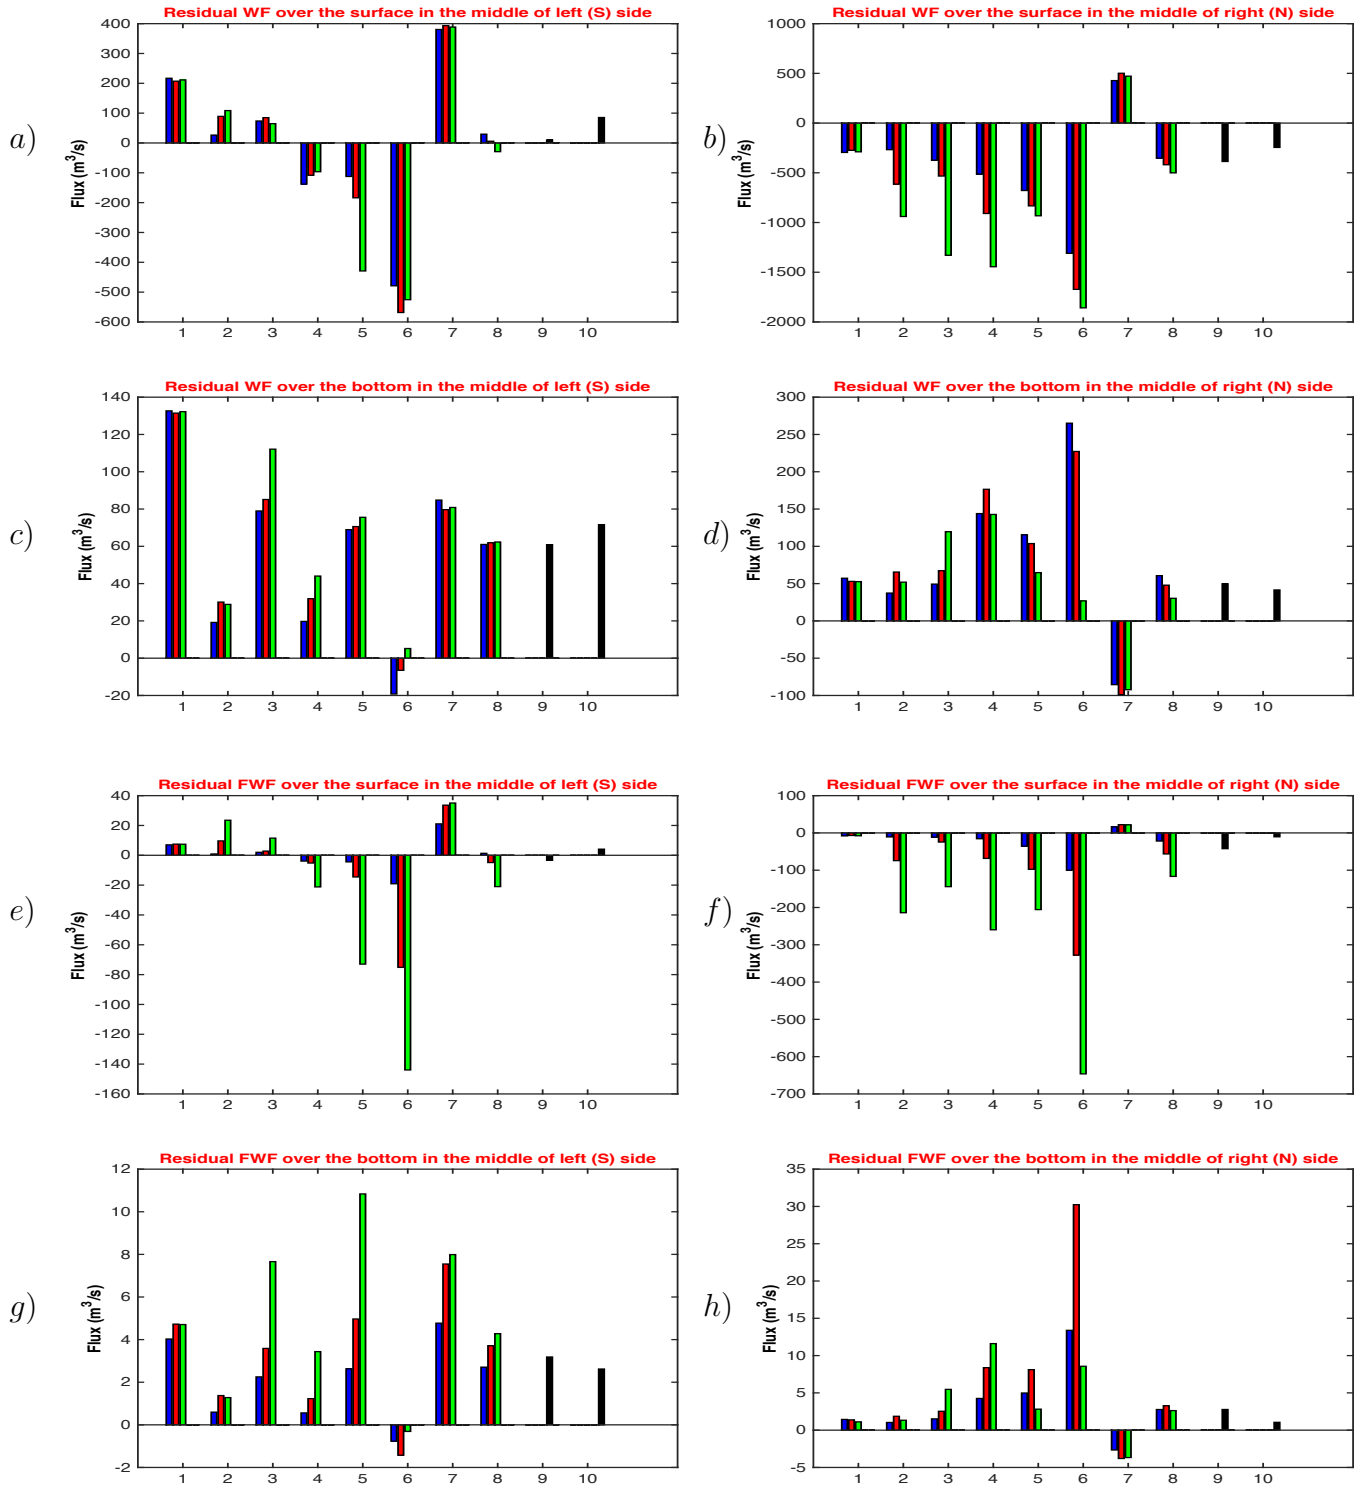 Residual WF over the surface in the middle of left (S) side
a)
Flux (m³/s)
400
300
200
100
0
-100
-200
-300
-400
-500
-600
1 2 3 4 5 6 7 8 9 10
Residual WF over the surface in the middle of right (N) side
b)
Flux (m³/s)
1000
500
0
-500
-1000
-1500
-2000
1 2 3 4 5 6 7 8 9 10
Residual WF over the bottom in the middle of left (S) side
c)
Flux (m³/s)
140
120
100
80
60
40
20
0
-20
1 2 3 4 5 6 7 8 9 10
Residual WF over the bottom in the middle of right (N) side
d)
Flux (m³/s)
300
250
200
150
100
50
0
-50
-100
1 2 3 4 5 6 7 8 9 10
Residual FWF over the surface in the middle of left (S) side
e)
Flux (m³/s)
40
20
0
-20
-40
-60
-80
-100
-120
-140
-160
1 2 3 4 5 6 7 8 9 10
Residual FWF over the surface in the middle of right (N) side
f)
Flux (m³/s)
100
0
-100
-200
-300
-400
-500
-600
-700
1 2 3 4 5 6 7 8 9 10
Residual FWF over the bottom in the middle of left (S) side
g)
Flux (m³/s)
12
10
8
6
4
2
0
-2
1 2 3 4 5 6 7 8 9 10
Residual FWF over the bottom in the middle of right (N) side
h)
Flux (m³/s)
35
30
25
20
15
10
5
0
-5
1 2 3 4 5 6 7 8 9 10